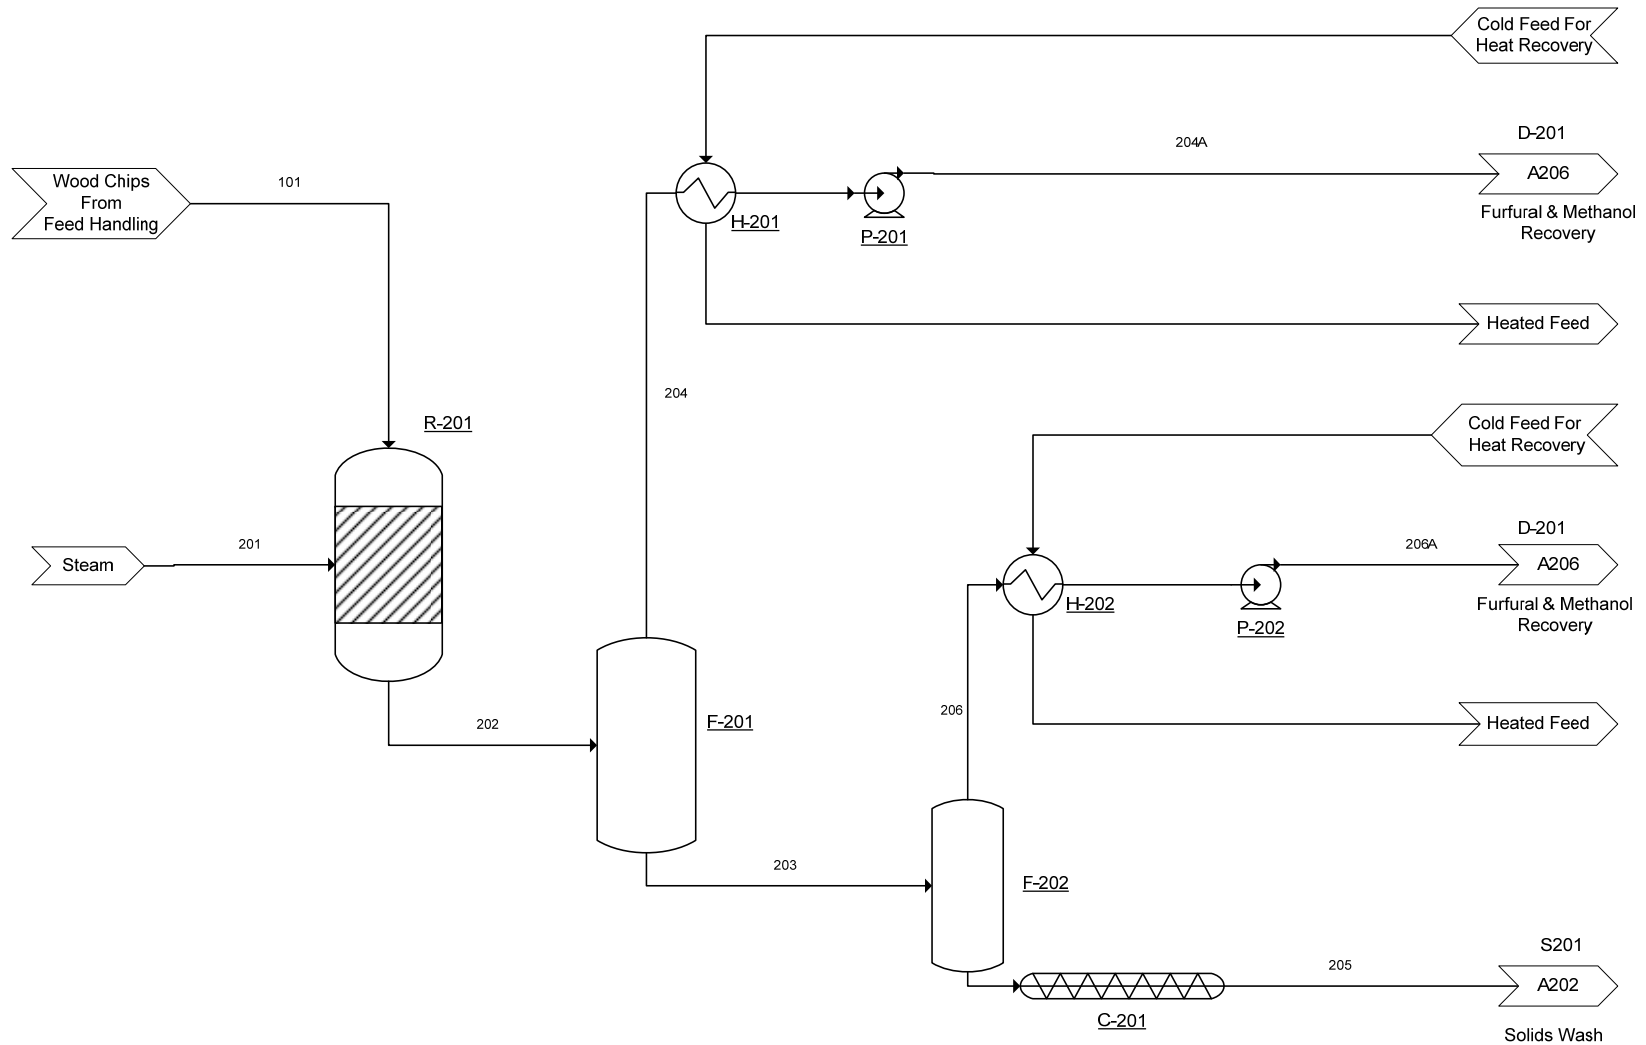 Cold Feed For
Heat Recovery
D-201
204A
A206
Wood Chips
From
Feed Handling
101
Furfural & Methanol
Recovery
H-201
P-201
Heated Feed
204
R-201
Cold Feed For
Heat Recovery
D-201
206A
A206
201
Steam
H-202
P-202
Furfural & Methanol
Recovery
206
202
F-201
Heated Feed
203
F-202
S201
205
A202
C-201
Solids Wash